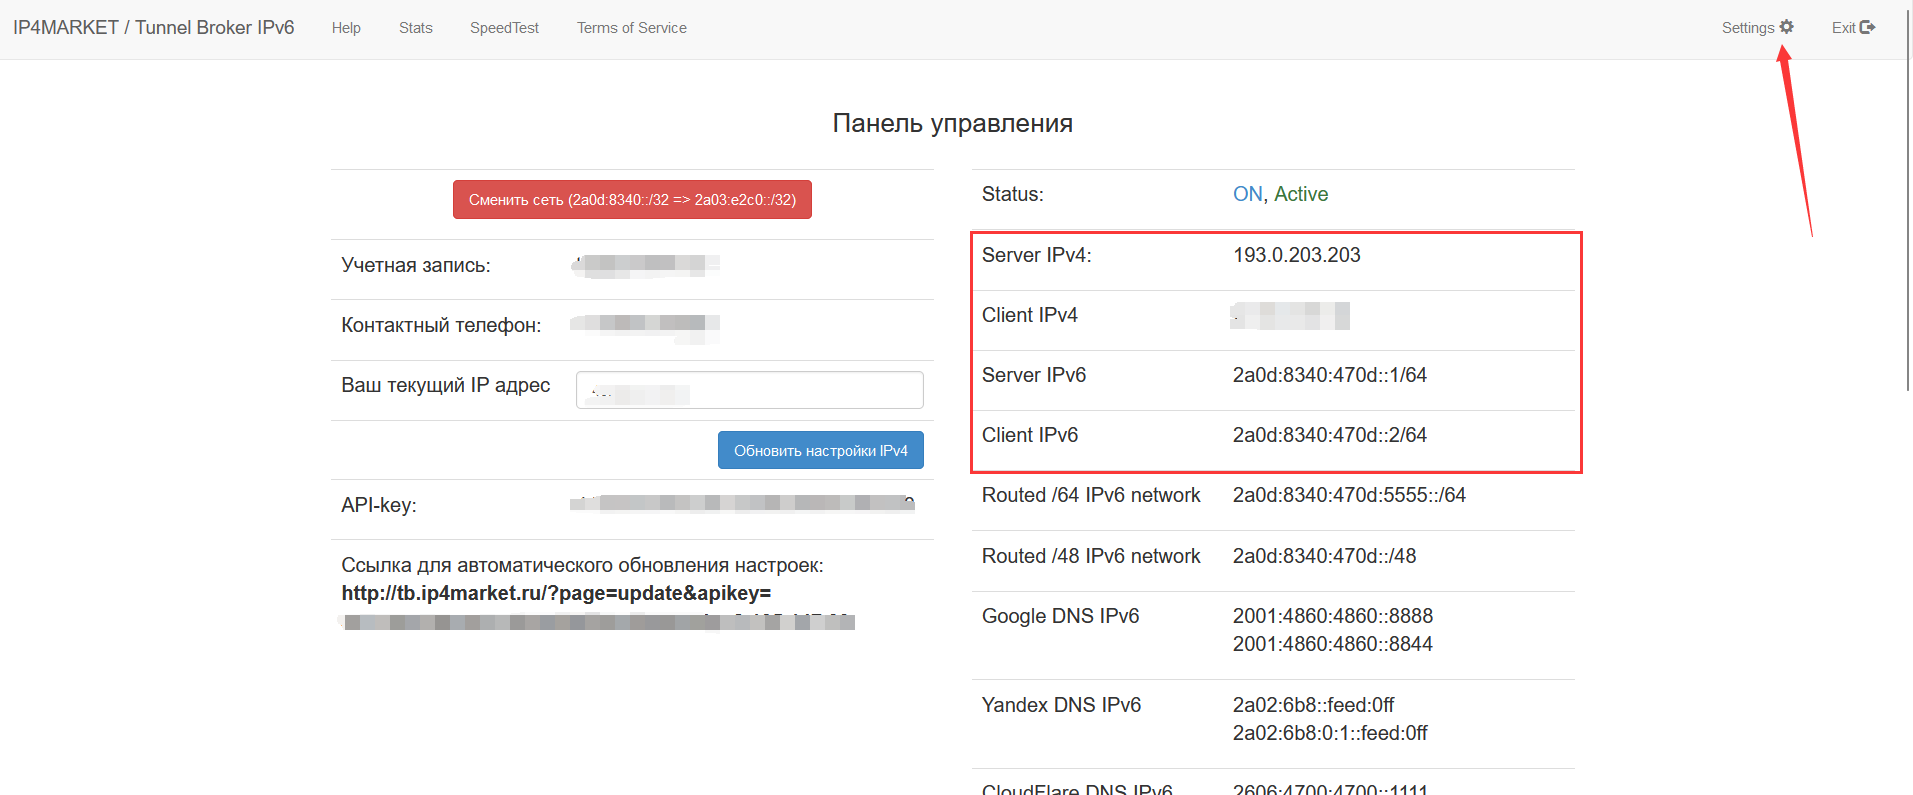 IP4MARKET / Tunnel Broker IPv6 Help Stats SpeedTest Terms of Service Settings Exit
Панель управления
Сменить сеть (2a0d:8340::/32 => 2a03:e2c0::/32)
Учетная запись:
Контактный телефон:
Ваш текущий IP адрес
Обновить настройки IPv4
API-key:
Ссылка для автоматического обновления настроек:
http://tb.ip4market.ru/?page=update&apikey=
Status: ON, Active
Server IPv4: 193.0.203.203
Client IPv4
Server IPv6 2a0d:8340:470d::1/64
Client IPv6 2a0d:8340:470d::2/64
Routed /64 IPv6 network 2a0d:8340:470d:5555::/64
Routed /48 IPv6 network 2a0d:8340:470d::/48
Google DNS IPv6 2001:4860:4860::8888
2001:4860:4860::8844
Yandex DNS IPv6 2a02:6b8::feed:0ff
2a02:6b8:0:1::feed:0ff
CloudFlare DNS IPv6 2606:4700:4700::1111